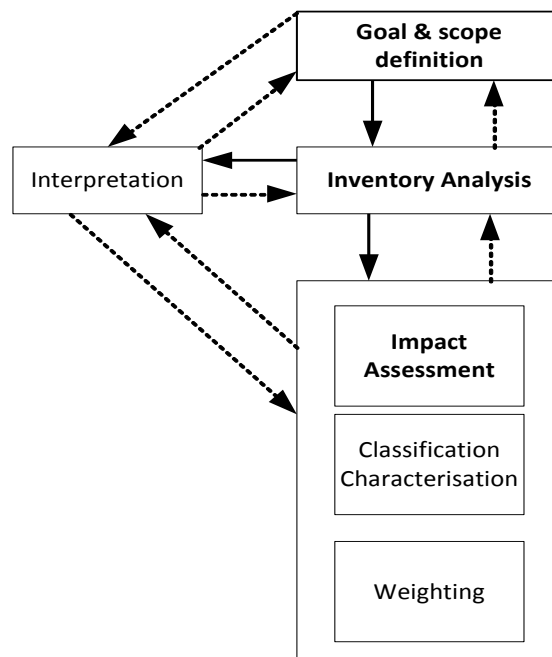 Goal & scope
definition
Interpretation
Inventory Analysis
Impact
Assessment
Classification
Characterisation
Weighting